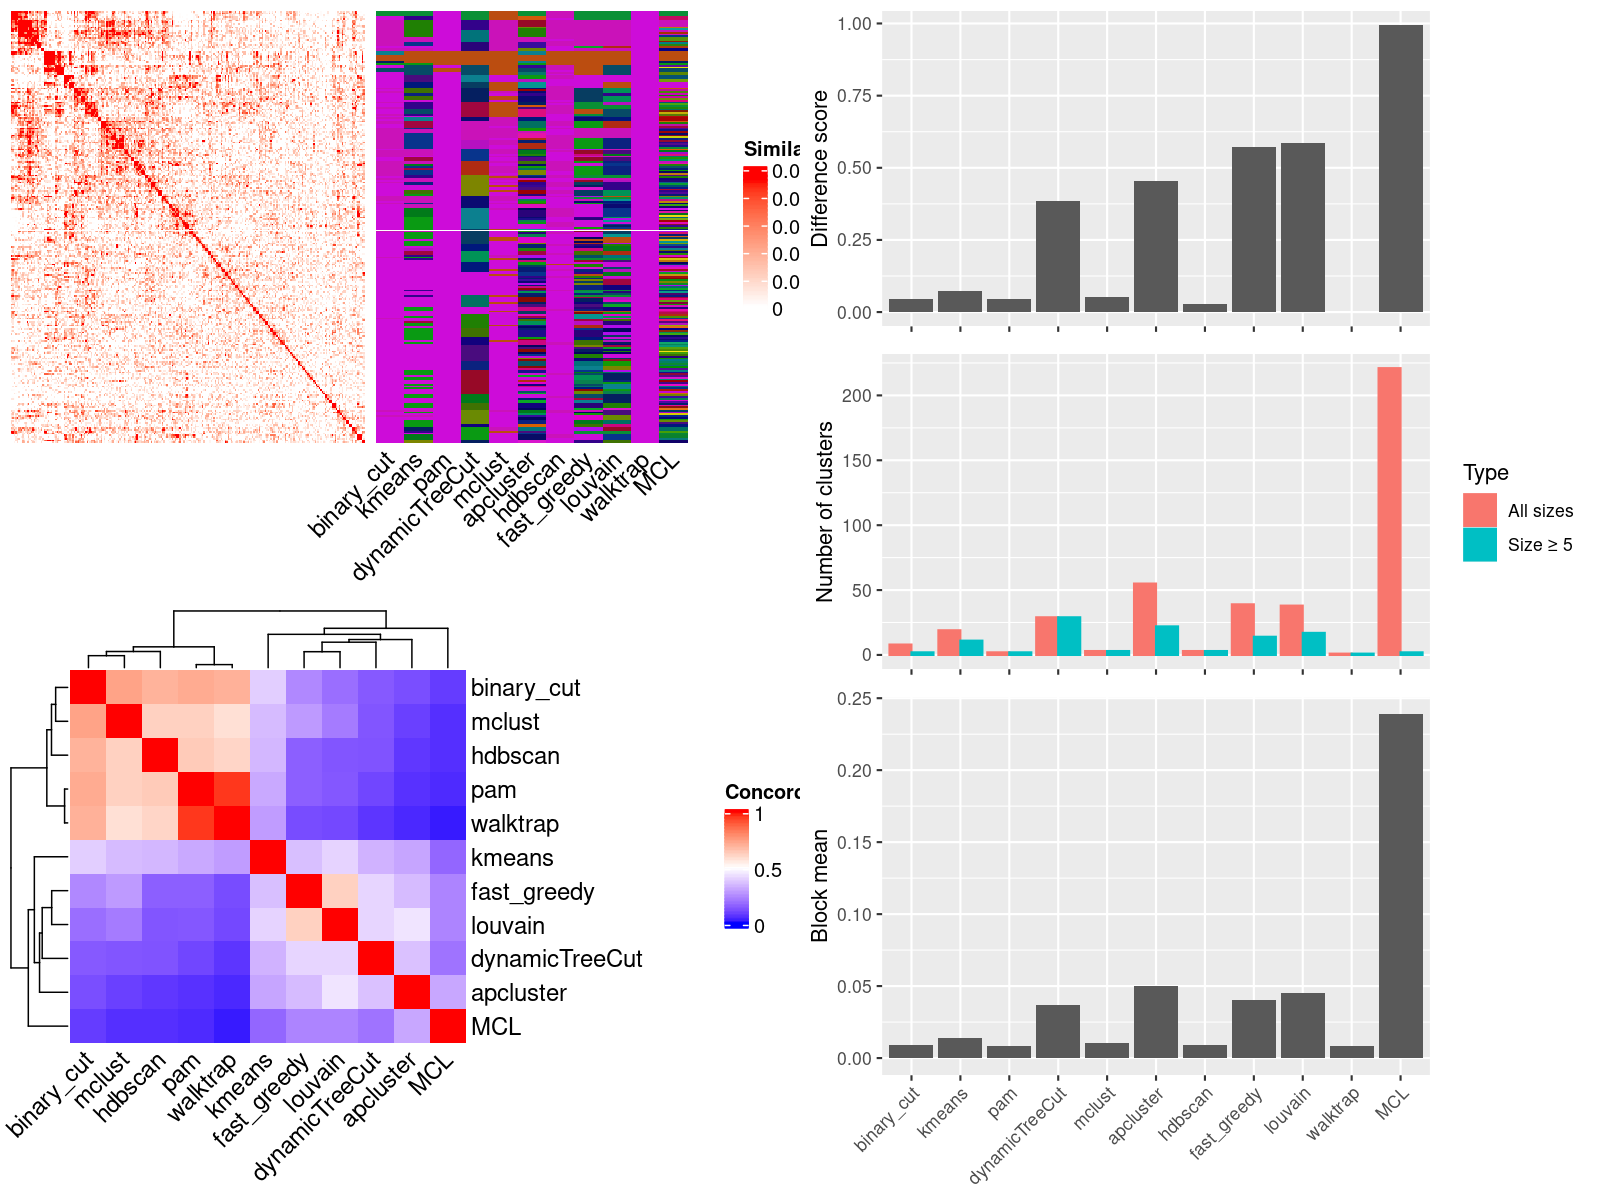 Simila
0.0
0.0
0.0
0.0
0
0.0
binary_cut
kmeans
pam
dynamicTreeCut
mclust
apcluster
hdbscan
fast_greedy
louvain
walktrap
MCL
binary_cut
mclust
hdbscan
pam
walktrap
kmeans
fast_greedy
louvain
dynamicTreeCut
apcluster
MCL
binary_cut
mclust
hdbscan
pam
walktrap
kmeans
fast_greedy
louvain
dynamicTreeCut
apcluster
MCL
Concord
1
0.5
0
Difference score
1.00
0.75
0.50
0.25
0.00
Number of clusters
200
150
100
50
0
Type
All sizes
Size ≥ 5
Block mean
0.25
0.20
0.15
0.10
0.05
0.00
binary_cut
kmeans
pam
dynamicTreeCut
mclust
apcluster
hdbscan
fast_greedy
louvain
walktrap
MCL